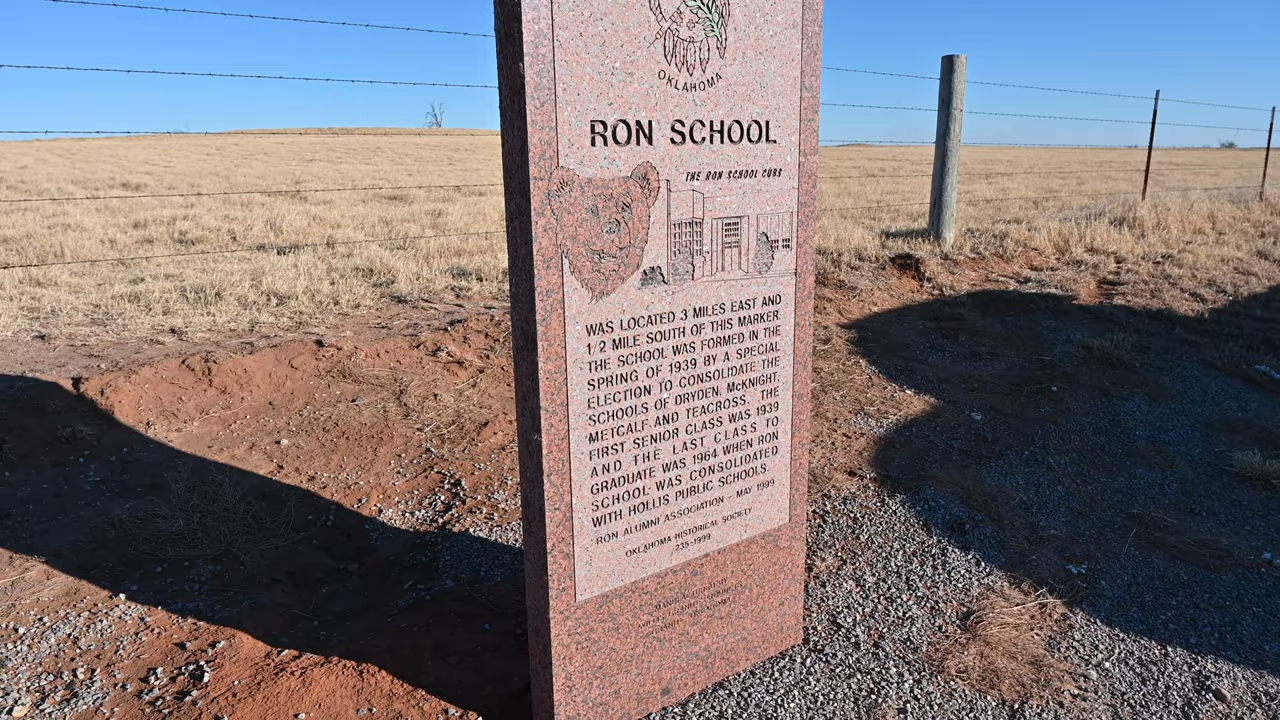 OKLAHOMA
RON SCHOOL
THE RON SCHOOL CUBS
WAS LOCATED 3 MILES EAST AND
1/2 MILE SOUTH OF THIS MARKER.
THE SCHOOL WAS FORMED IN THE
SPRING OF 1939 BY A SPECIAL
ELECTION TO CONSOLIDATE THE
SCHOOLS OF DRYDEN, McKNIGHT,
METCALF AND TEACROSS. THE
FIRST SENIOR CLASS WAS 1939
AND THE LAST CLASS TO
GRADUATE WAS 1964 WHEN RON
SCHOOL WAS CONSOLIDATED
WITH HOLLIS PUBLIC SCHOOLS.
RON ALUMNI ASSOCIATION - MAY 1999
OKLAHOMA HISTORICAL SOCIETY
235-1999